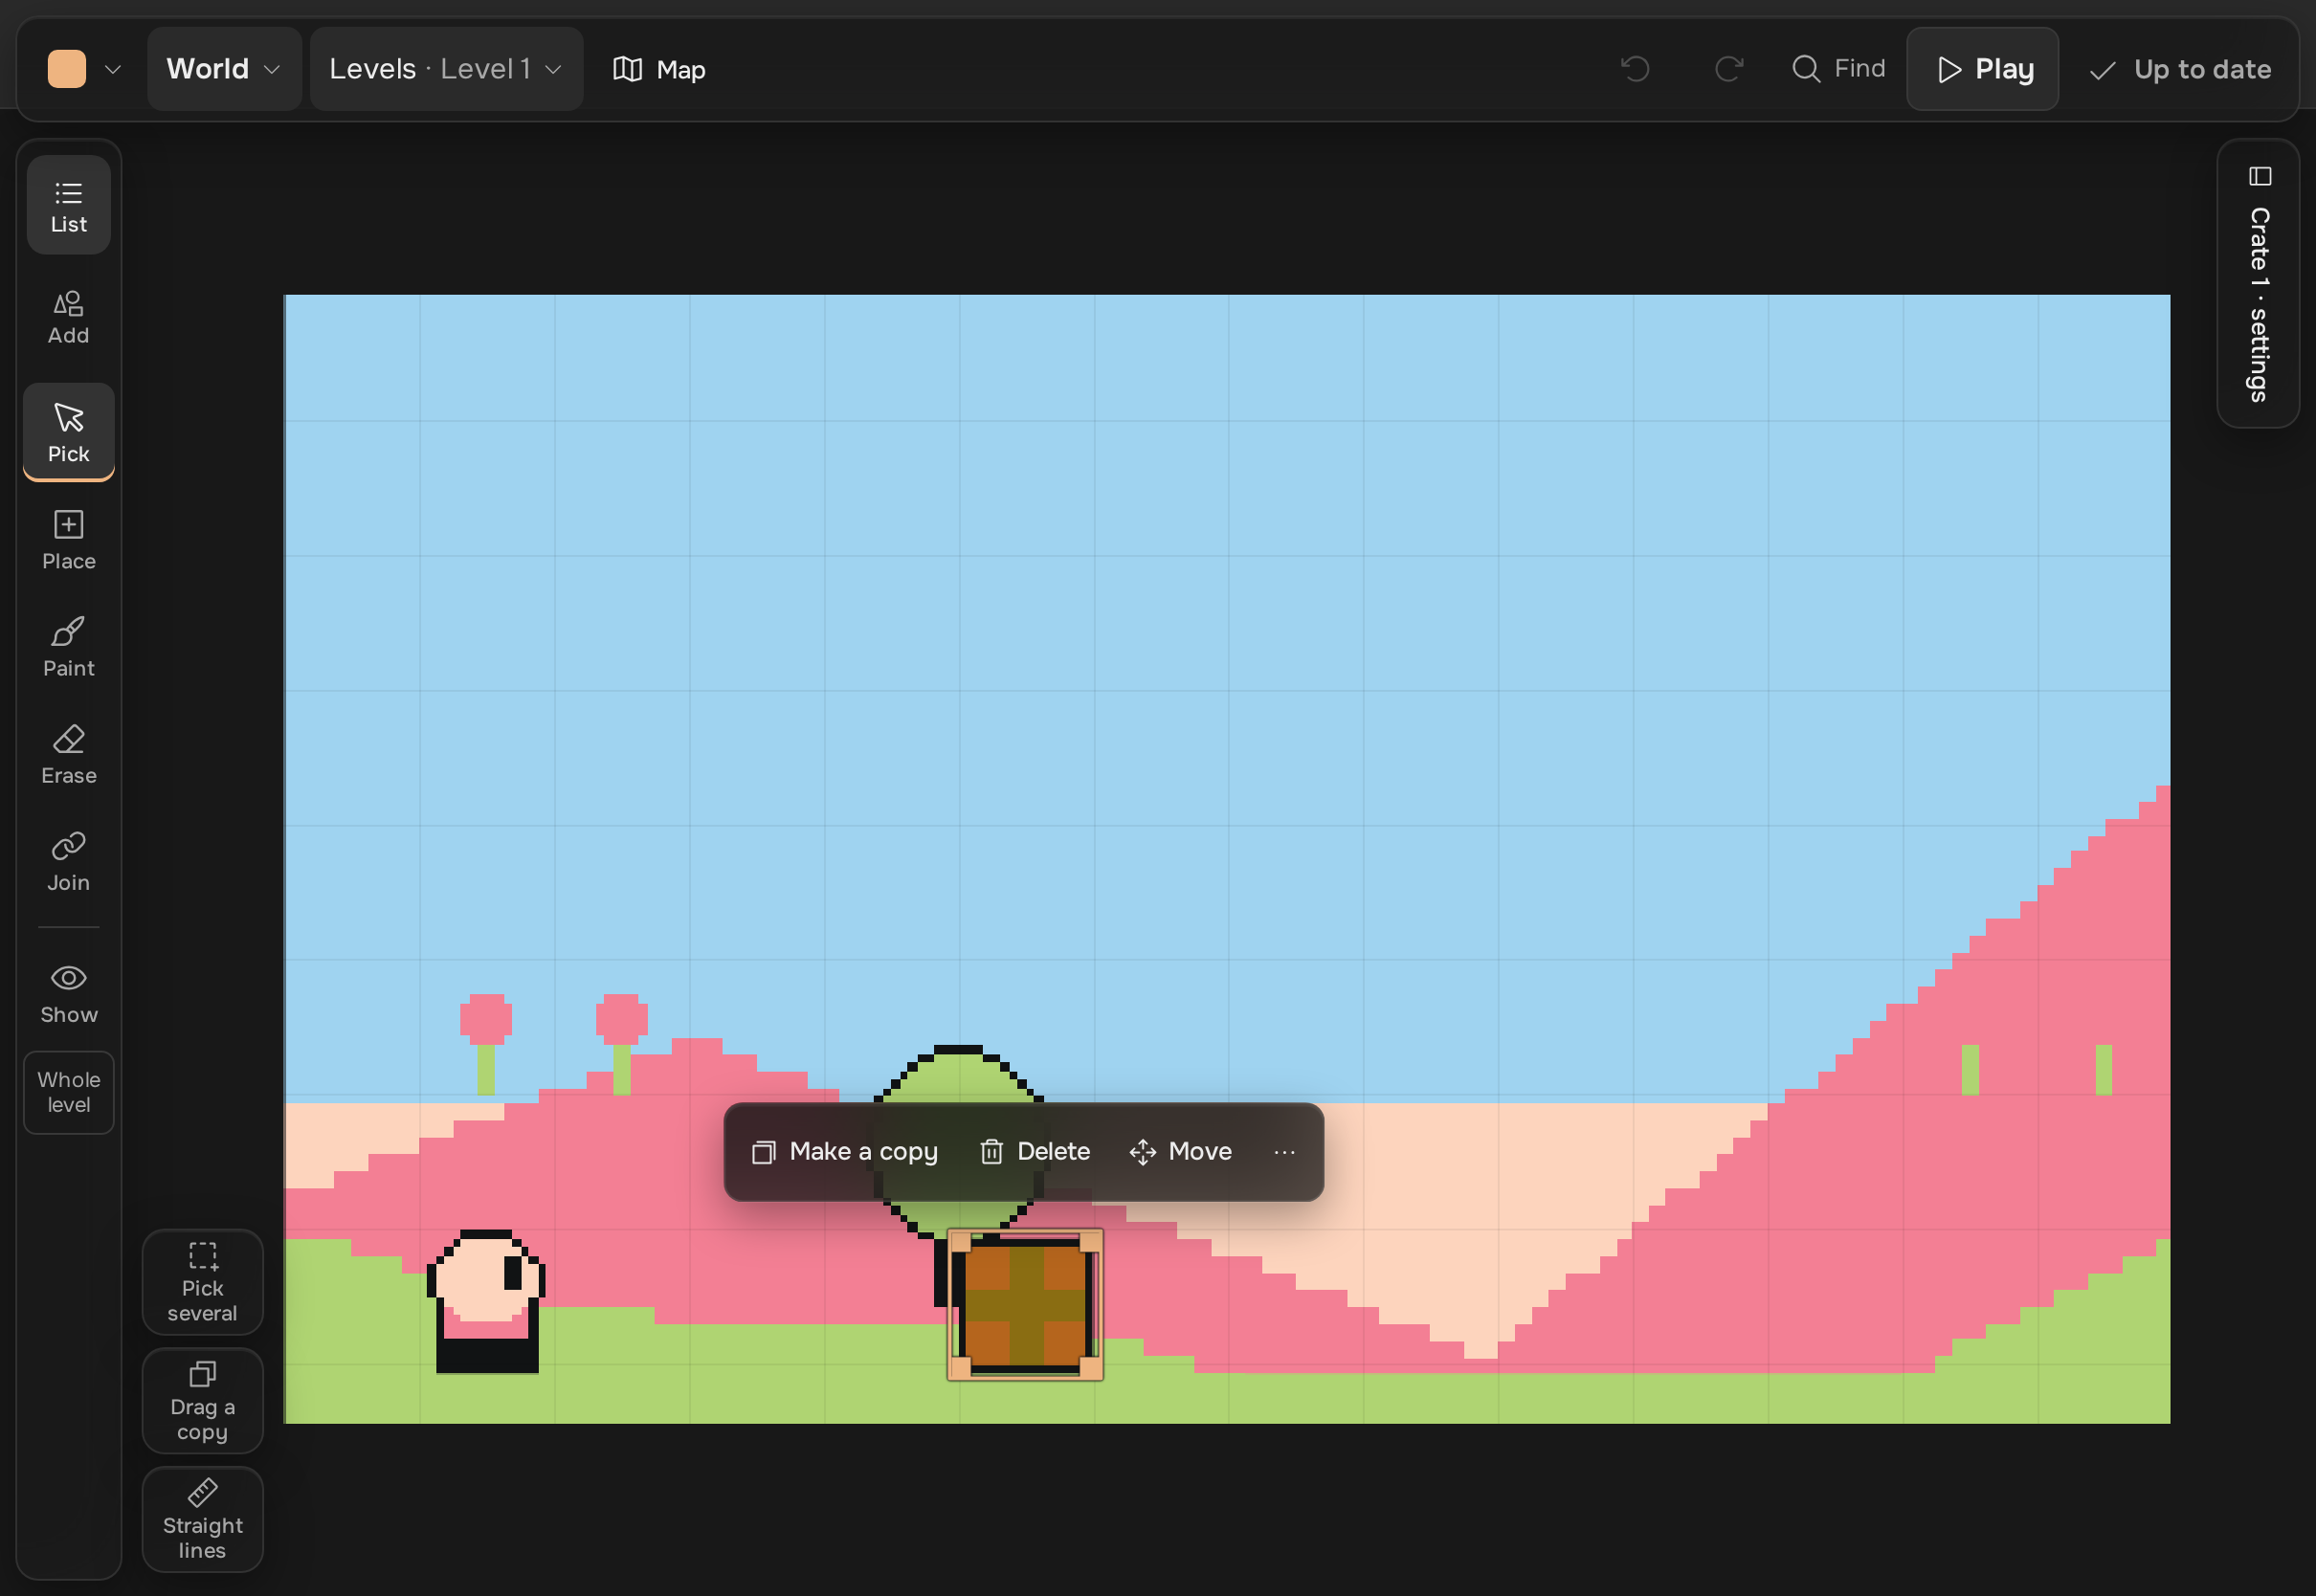 World
Levels · Level 1
Map
Find
Play
Up to date
List
Add
Pick
Place
Paint
Erase
Join
Show
Whole
level
Crate 1 · settings
Make a copy
Delete
Move
Pick
several
Drag a
copy
Straight
lines